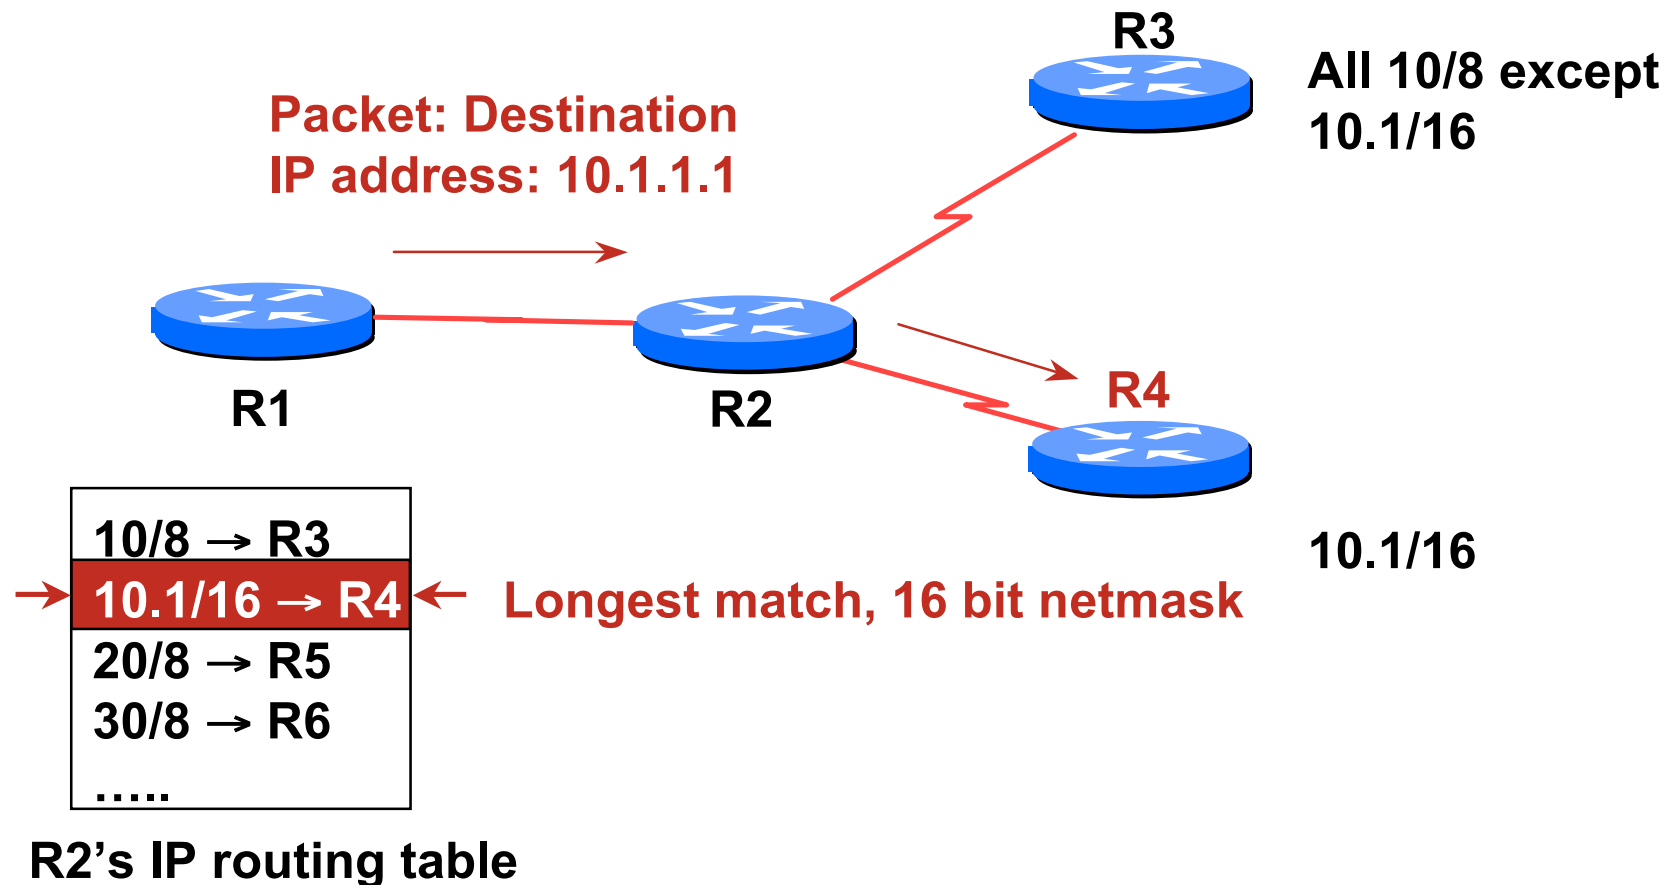 R3
All 10/8 except
10.1/16
Packet: Destination
IP address: 10.1.1.1
R1
R2
R4
10.1/16
10/8 → R3
10.1/16 → R4
20/8 → R5
30/8 → R6
.....
Longest match, 16 bit netmask
R2’s IP routing table